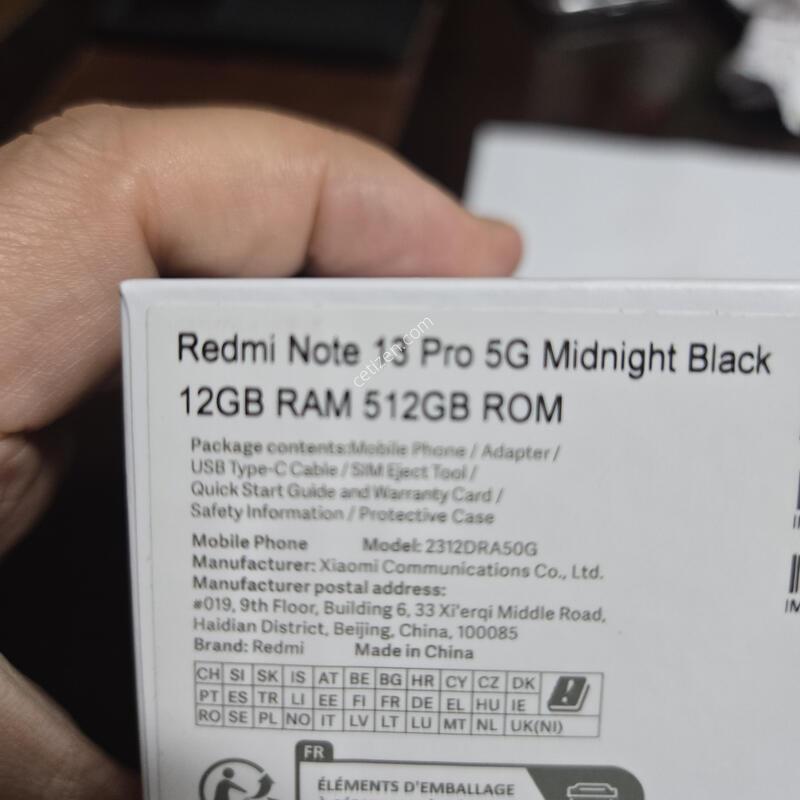 Redmi Note 13 Pro 5G Midnight Black
cetizen.com
12GB RAM 512GB ROM
Package contents:Mobile Phone / Adapter /
USB Type-C Cable / SIM Eject Tool /
Quick Start Guide and Warranty Card /
Safety Information / Protective Case
Mobile Phone Model: 2312DRA50G
Manufacturer: Xiaomi Communications Co., Ltd.
Manufacturer postal address:
#019, 9th Floor, Building 6, 33 Xi'erqi Middle Road,
Haidian District, Beijing, China, 100085
Brand: Redmi Made in China
CH SI SK IS AT BE BG HR CY CZ DK
PT ES TR LI EE FI FR DE EL HU IE
RO SE PL NO IT LV LT LU MT NL UK(NI)
FR
ÉLÉMENTS D'EMBALLAGE